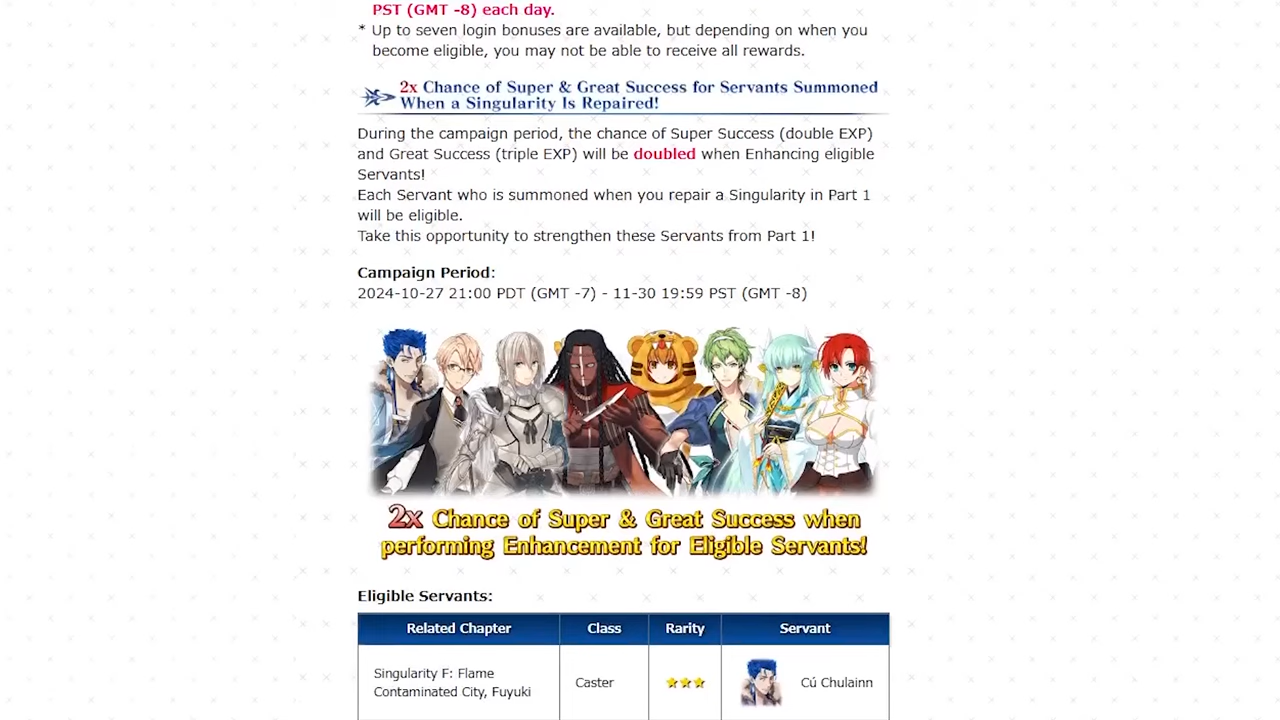 PST (GMT -8) each day.
* Up to seven login bonuses are available, but depending on when you
become eligible, you may not be able to receive all rewards.
2x Chance of Super & Great Success for Servants Summoned
When a Singularity Is Repaired!
During the campaign period, the chance of Super Success (double EXP)
and Great Success (triple EXP) will be doubled when Enhancing eligible
Servants!
Each Servant who is summoned when you repair a Singularity in Part 1
will be eligible.
Take this opportunity to strengthen these Servants from Part 1!
Campaign Period:
2024-10-27 21:00 PDT (GMT -7) - 11-30 19:59 PST (GMT -8)
2x Chance of Super & Great Success when
performing Enhancement for Eligible Servants!
Eligible Servants:
Related Chapter Class Rarity Servant
Singularity F: Flame
Contaminated City, Fuyuki
Caster
★★★
Cú Chulainn